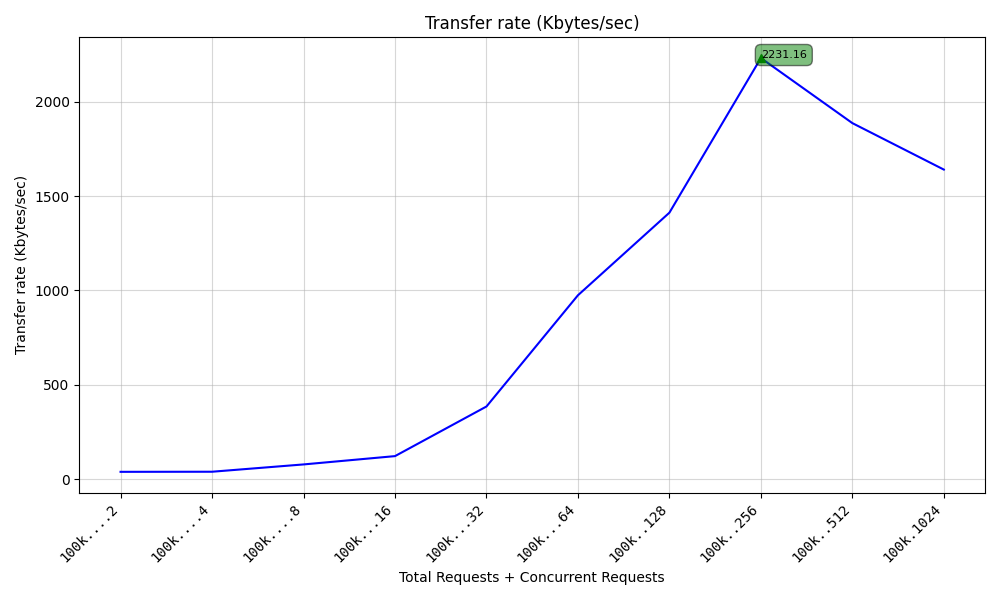 Transfer rate (Kbytes/sec)
2231.16
Transfer rate (Kbytes/sec)
2000
1500
1000
500
0
100k....2
100k....4
100k....8
100k...16
100k...32
100k...64
100k..128
100k..256
100k..512
100k.1024
Total Requests + Concurrent Requests